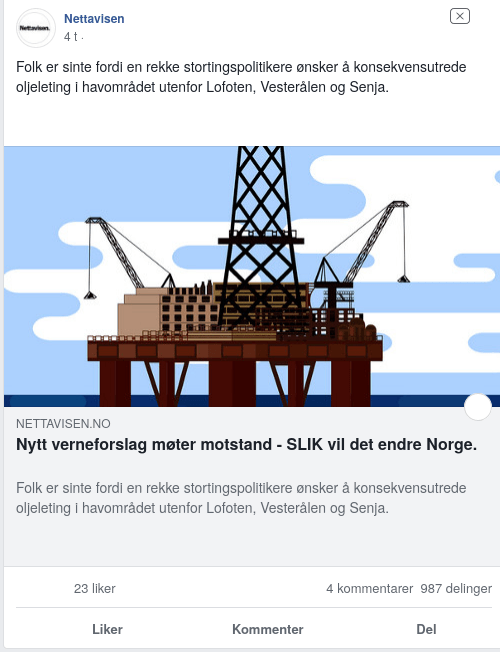 Nettavisen.
Nettavisen
4 t ·
Folk er sinte fordi en rekke stortingspolitikere ønsker å konsekvensutrede
oljeleting i havområdet utenfor Lofoten, Vesterålen og Senja.
NETTAVISEN.NO
Nytt verneforslag møter motstand - SLIK vil det endre Norge.
Folk er sinte fordi en rekke stortingspolitikere ønsker å konsekvensutrede
oljeleting i havområdet utenfor Lofoten, Vesterålen og Senja.
23 liker
4 kommentarer 987 delinger
Liker
Kommenter
Del